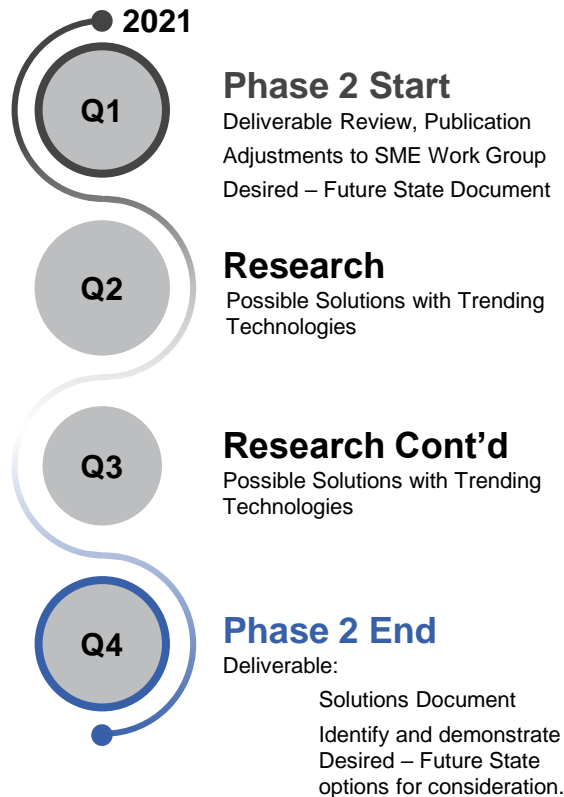 2021
Q1
Phase 2 Start
Deliverable Review, Publication
Adjustments to SME Work Group
Desired – Future State Document
Q2
Research
Possible Solutions with Trending
Technologies
Q3
Research Cont’d
Possible Solutions with Trending
Technologies
Q4
Phase 2 End
Deliverable:
Solutions Document
Identify and demonstrate
Desired – Future State
options for consideration.